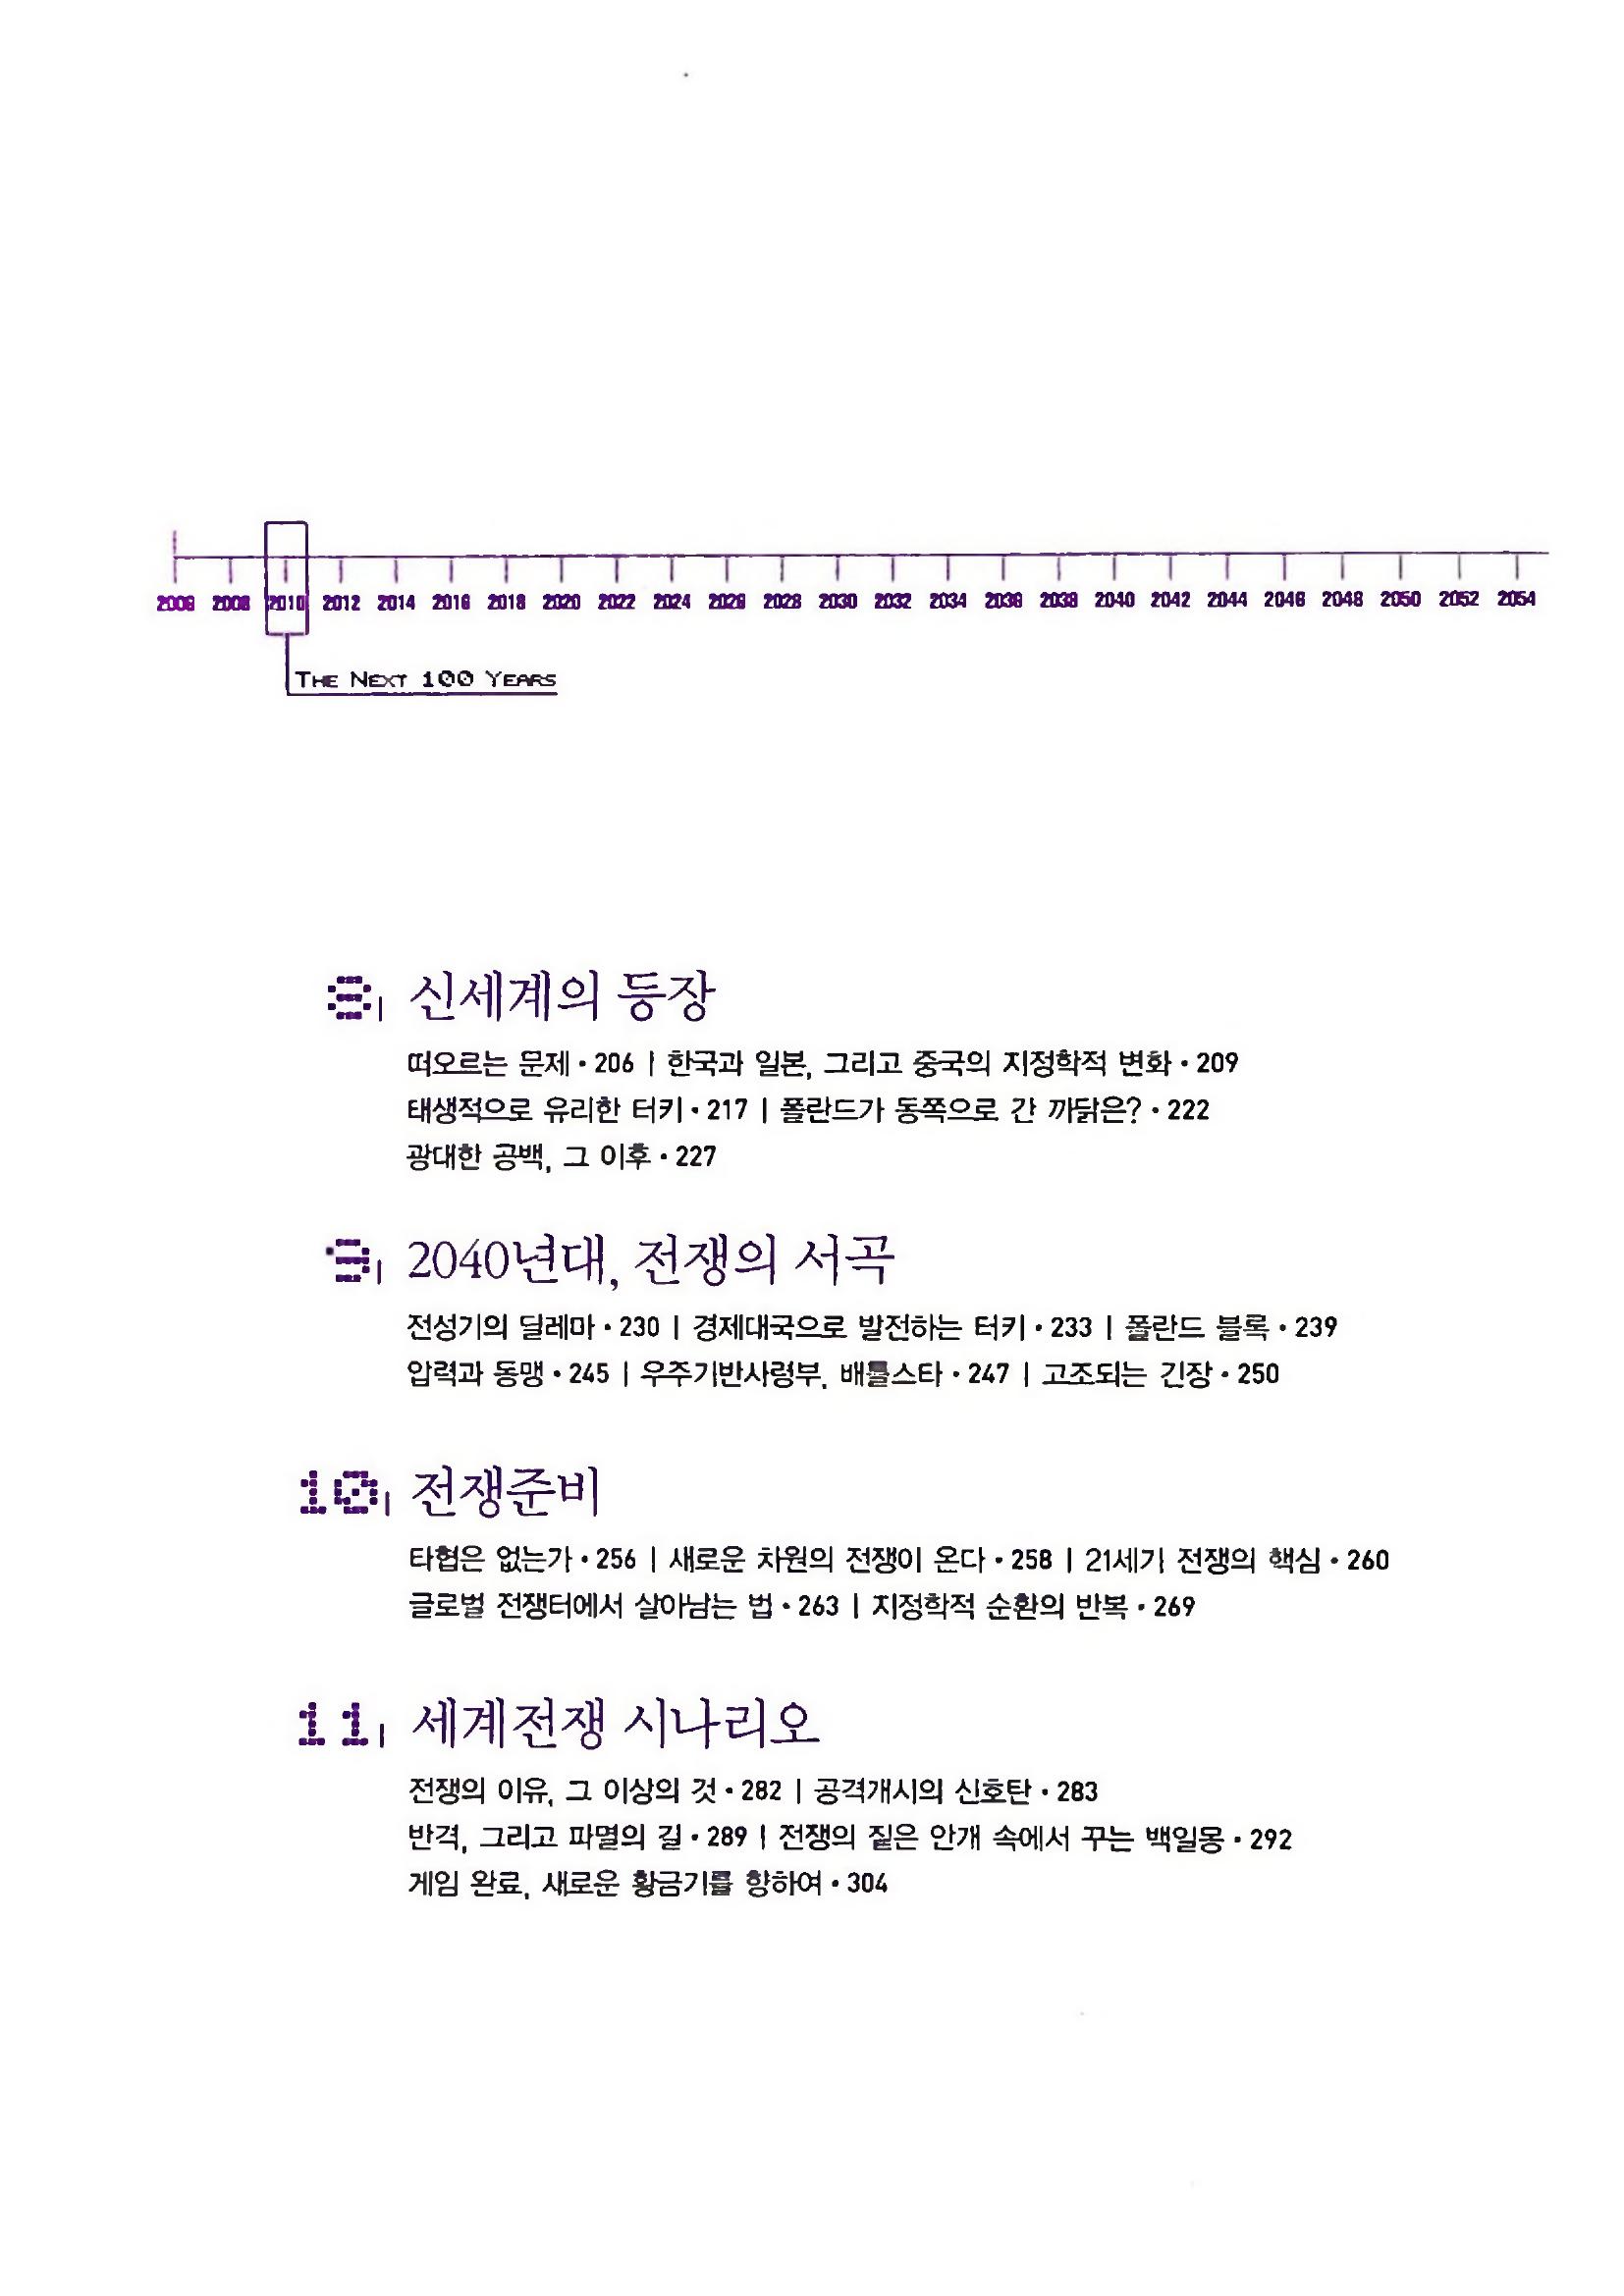 2006 2008 2010 2012 2014 2016 2018 2020 2022 2024 2026 2028 2030 2032 2034 2036 2038 2040 2042 2044 2046 2048 2050 2052 2054
THE NEXT 100 YEARS
8| 신세계의 등장
떠오르는 문제 • 206 | 한국과 일본, 그리고 중국의 지정학적 변화 • 209
태생적으로 유리한 터키 • 217 | 폴란드가 동쪽으로 간 까닭은? • 222
광대한 공백, 그 이후 • 227
9| 2040년대, 전쟁의 서곡
전성기의 딜레마 • 230 | 경제대국으로 발전하는 터키 • 233 | 폴란드 블록 • 239
압력과 동맹 • 245 | 우주기반사령부, 배틀스타 • 247 | 고조되는 긴장 • 250
10| 전쟁준비
타협은 없는가 • 256 | 새로운 차원의 전쟁이 온다 • 258 | 21세기 전쟁의 핵심 • 260
글로벌 전쟁터에서 살아남는 법 • 263 | 지정학적 순환의 반복 • 269
11| 세계전쟁 시나리오
전쟁의 이유, 그 이상의 것 • 282 | 공격개시의 신호탄 • 283
반격, 그리고 파멸의 길 • 289 | 전쟁의 짙은 안개 속에서 꾸는 백일몽 • 292
게임 완료, 새로운 황금기를 향하여 • 304